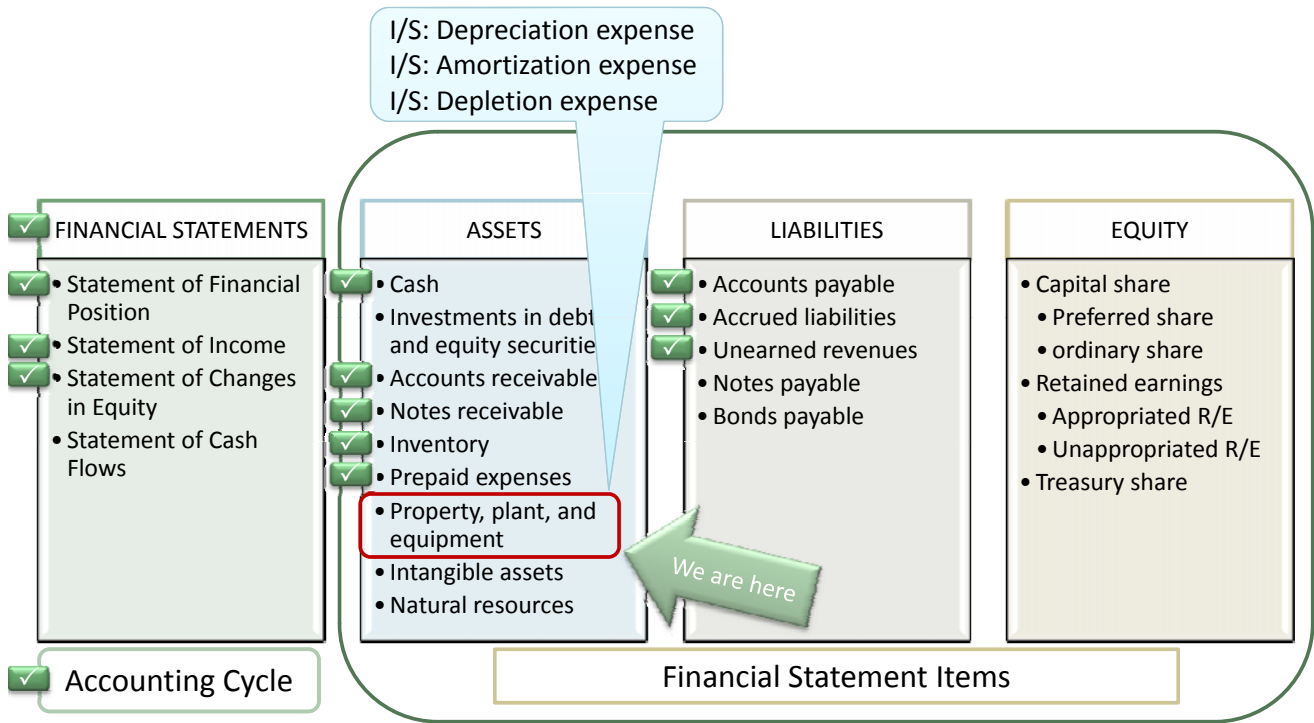 I/S: Depreciation expense
I/S: Amortization expense
I/S: Depletion expense
FINANCIAL STATEMENTS
• Statement of Financial
Position
• Statement of Income
• Statement of Changes
in Equity
• Statement of Cash
Flows
ASSETS
• Cash
• Investments in debt
and equity securitie
• Accounts receivable
• Notes receivable
• Inventory
• Prepaid expenses
• Property, plant, and
equipment
• Intangible assets
• Natural resources
We are here
LIABILITIES
• Accounts payable
• Accrued liabilities
• Unearned revenues
• Notes payable
• Bonds payable
EQUITY
• Capital share
• Preferred share
• ordinary share
• Retained earnings
• Appropriated R/E
• Unappropriated R/E
• Treasury share
Accounting Cycle
Financial Statement Items